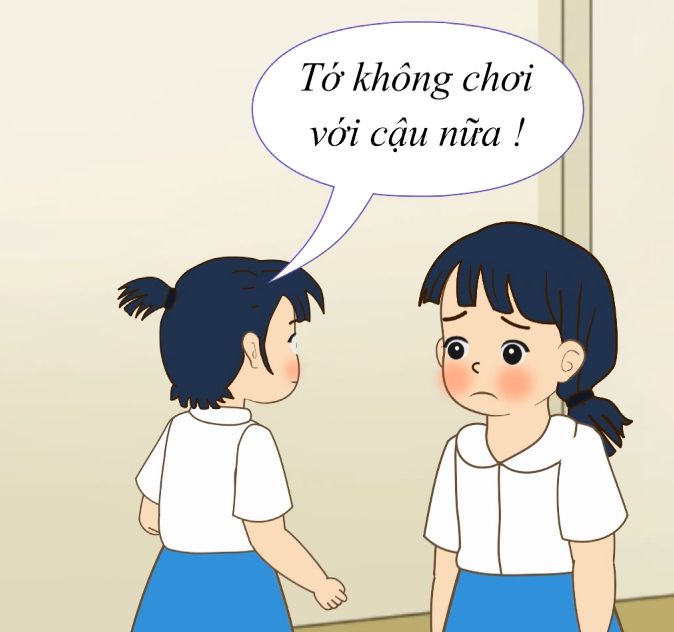 Tớ không chơi
với cậu nữa !